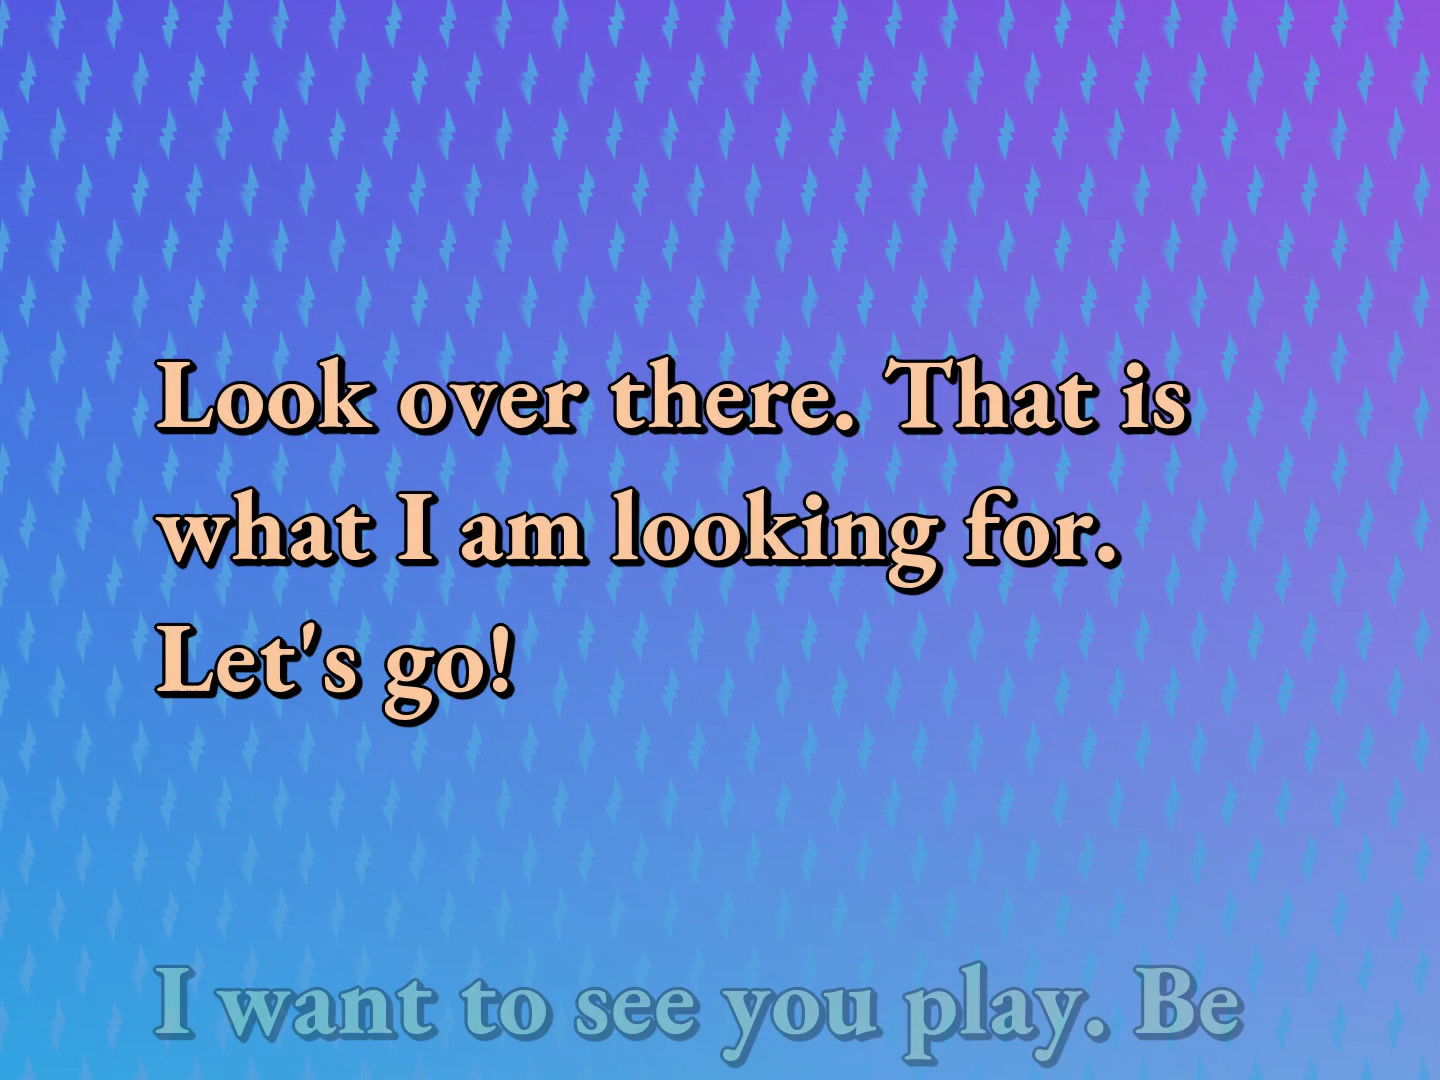 Look over there. That is
what I am looking for.
Let's go!
I want to see you play. Be